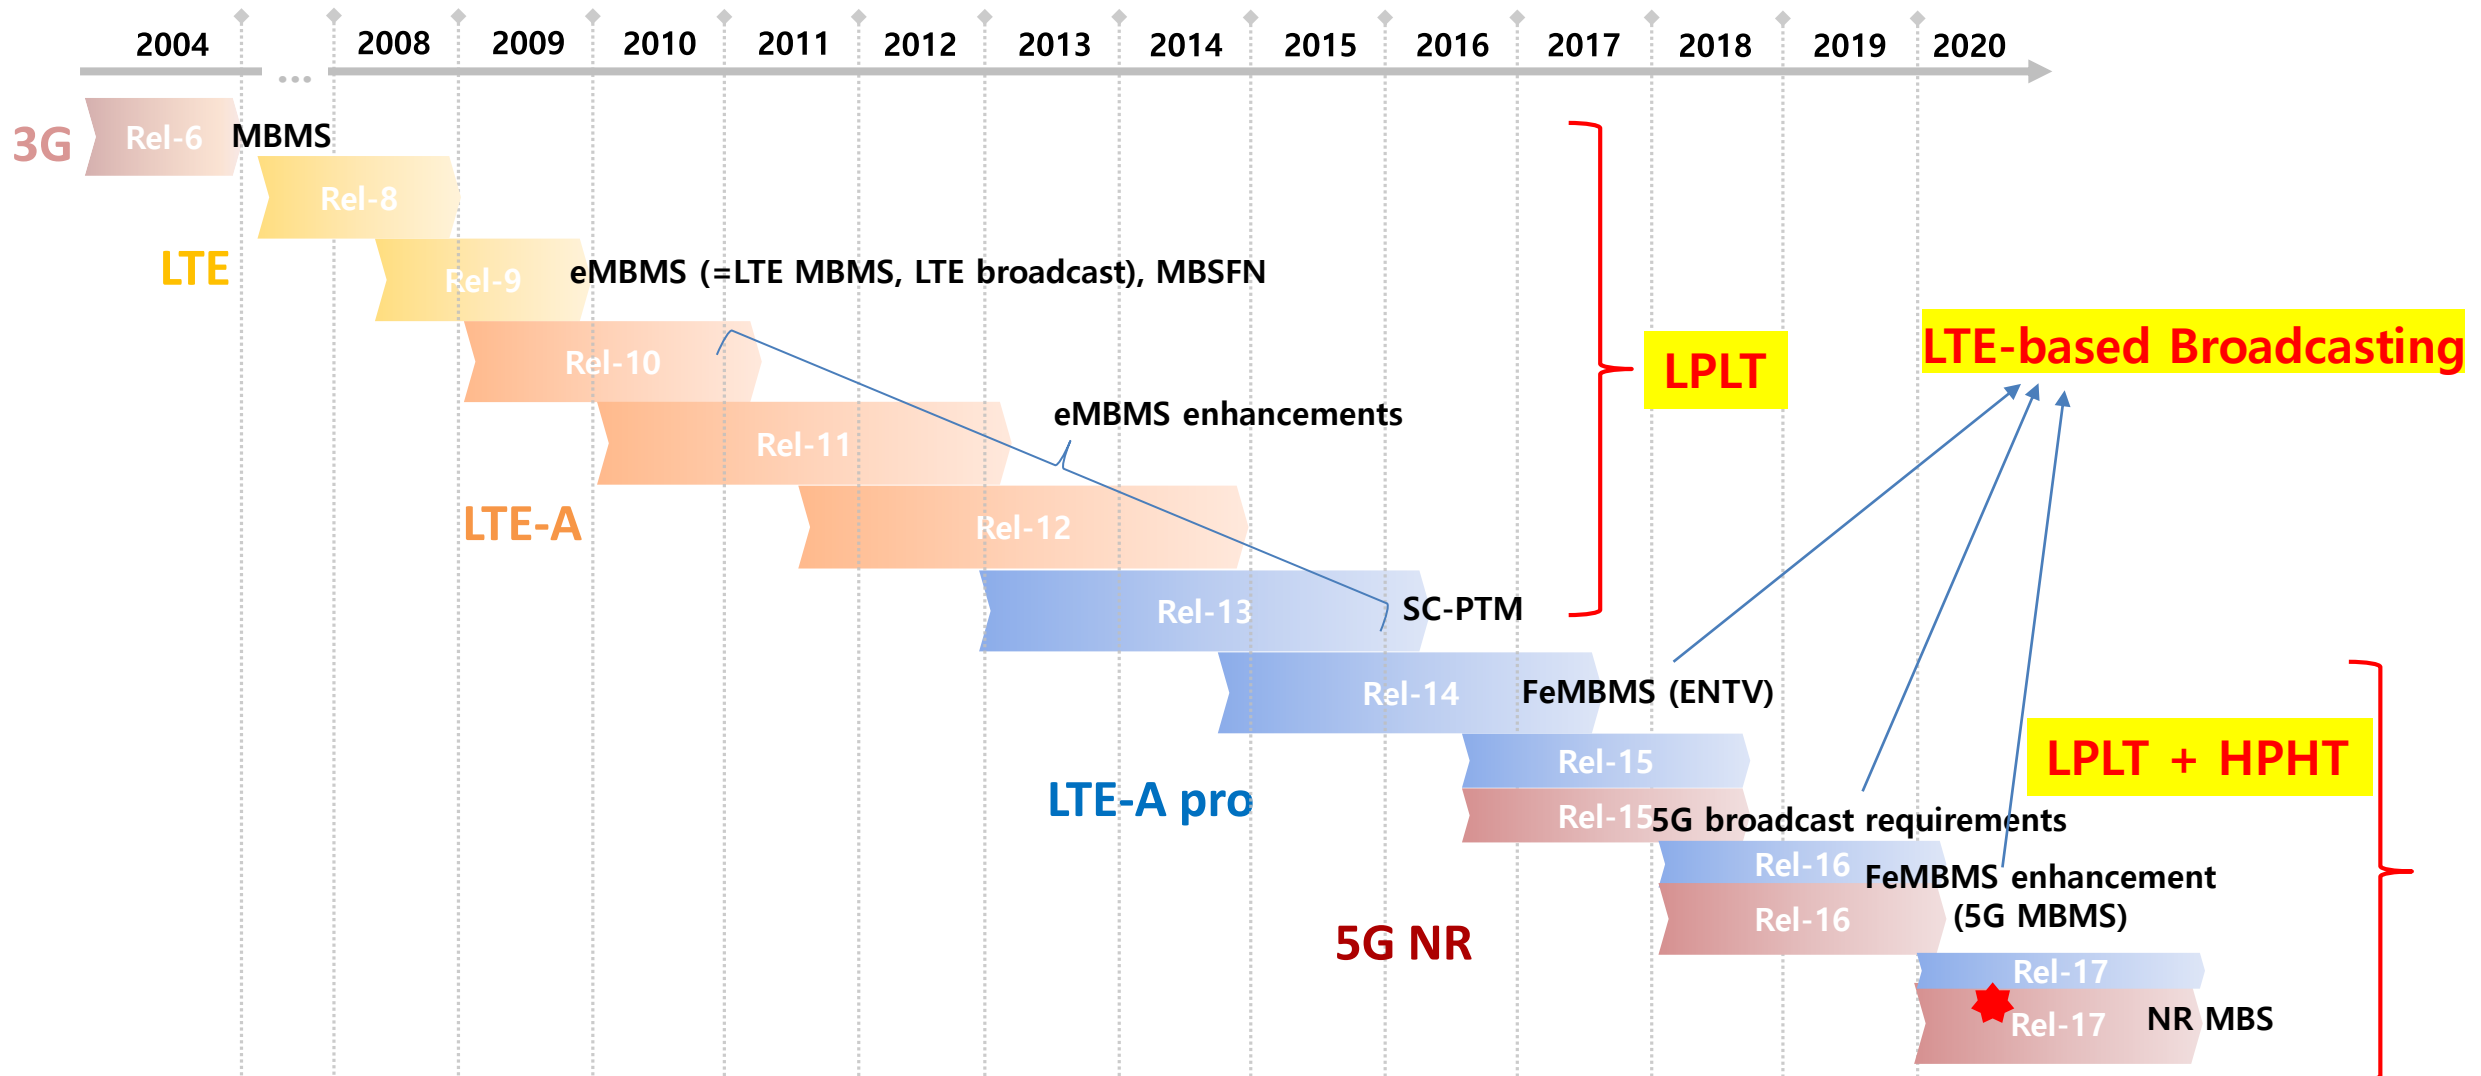 2004 ... 2008 2009 2010 2011 2012 2013 2014 2015 2016 2017 2018 2019 2020
3G
Rel-6
MBMS
Rel-8
LTE
Rel-9
eMBMS (=LTE MBMS, LTE broadcast), MBSFN
LTE-based Broadcasting
Rel-10
LPLT
eMBMS enhancements
Rel-11
LTE-A
Rel-12
Rel-13
SC-PTM
Rel-14
FeMBMS (ENTV)
LPLT + HPHT
Rel-15
LTE-A pro
Rel-15
5G broadcast requirements
Rel-16
FeMBMS enhancement
(5G MBMS)
Rel-16
5G NR
Rel-17
Rel-17
NR MBS